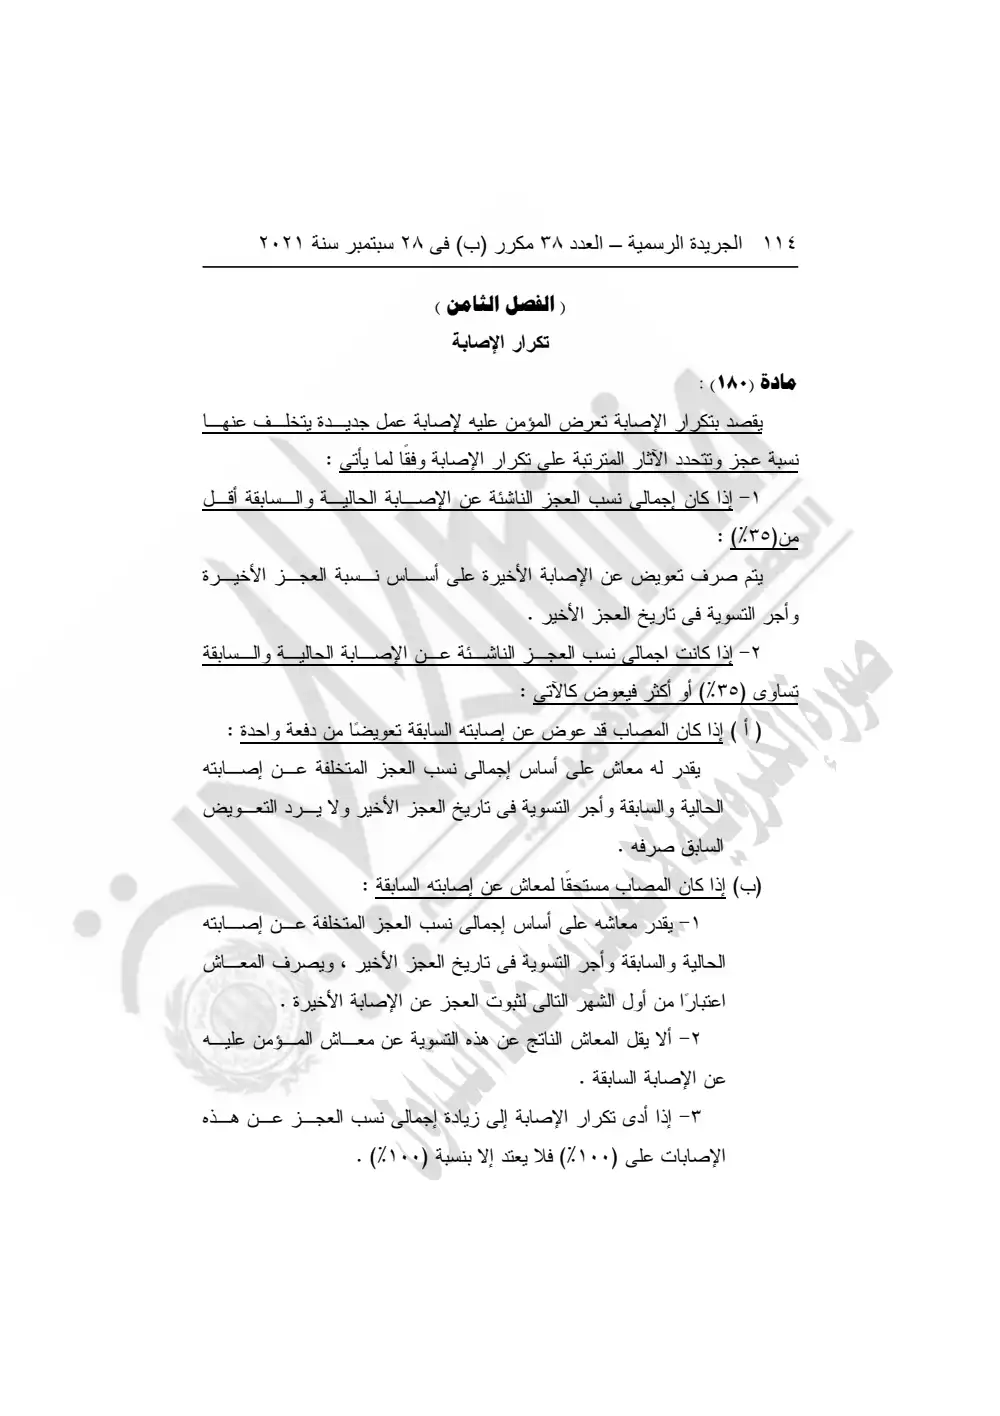 ١١٤ الجريدة الرسمية – العدد ٣٨ مكرر (ب) فى ٢٨ سبتمبر سنة ٢٠٢١
( الفصل الثامن )
تكرار الإصابة
مادة (١٨٠) :
يقصد بتكرار الإصابة تعرض المؤمن عليه لإصابة عمل جديدة يتخلف عنها
نسبة عجز وتتحدد الآثار المترتبة على تكرار الإصابة وفقًا لما يأتي :
١- إذا كان إجمالى نسب العجز الناشئة عن الإصابة الحالية والسابقة أقل
من(٣٥٪) :
يتم صرف تعويض عن الإصابة الأخيرة على أساس نسبة العجز الأخيرة
وأجر التسوية فى تاريخ العجز الأخير .
٢- إذا كانت اجمالى نسب العجز الناشئة عن الإصابة الحالية والسابقة
تساوى (٣٥٪) أو أكثر فيعوض كالآتي :
( أ ) إذا كان المصاب قد عوض عن إصابته السابقة تعويضًا من دفعة واحدة :
يقدر له معاش على أساس إجمالى نسب العجز المتخلفة عن إصابته
الحالية والسابقة وأجر التسوية فى تاريخ العجز الأخير ولا يرد التعويض
السابق صرفه .
(ب) إذا كان المصاب مستحقًا لمعاش عن إصابته السابقة :
١- يقدر معاشه على أساس إجمالى نسب العجز المتخلفة عن إصابته
الحالية والسابقة وأجر التسوية فى تاريخ العجز الأخير ، ويصرف المعاش
اعتبارًا من أول الشهر التالى لثبوت العجز عن الإصابة الأخيرة .
٢- ألا يقل المعاش الناتج عن هذه التسوية عن معاش المؤمن عليه
عن الإصابة السابقة .
٣- إذا أدى تكرار الإصابة إلى زيادة إجمالى نسب العجز عن هذه
الإصابات على (١٠٠٪) فلا يعتد إلا بنسبة (١٠٠٪) .